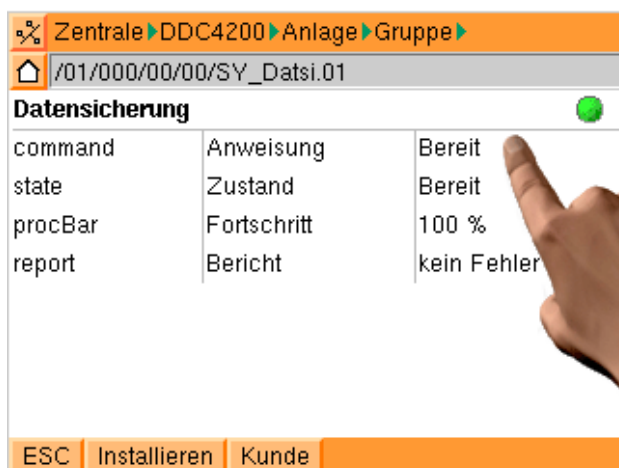 Zentrale DDC4200 Anlage Gruppe
/01/000/00/00/SY_Datsi.01
Datensicherung
command Anweisung Bereit
state Zustand Bereit
procBar Fortschritt 100 %
report Bericht kein Fehler
ESC Installieren Kunde